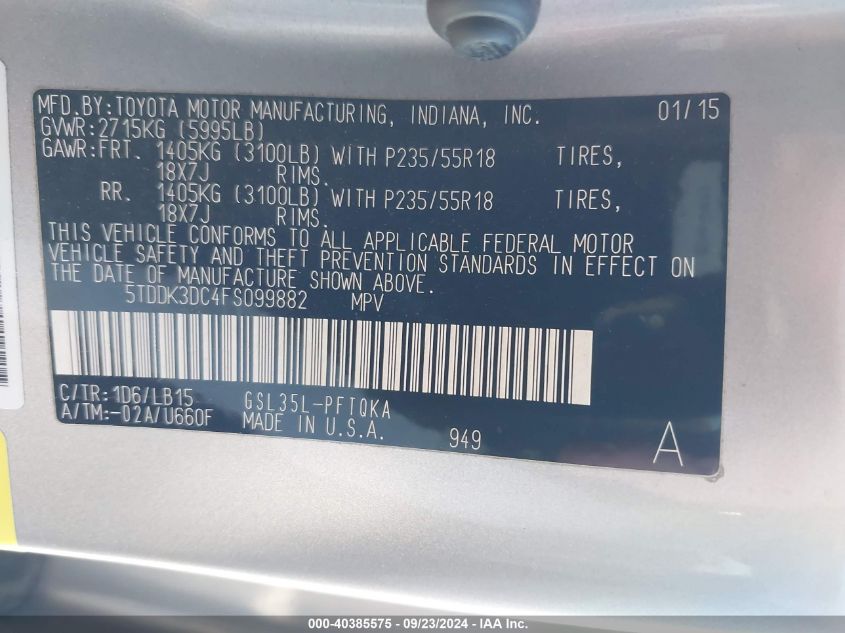 MFD.BY:TOYOTA MOTOR MANUFACTURING, INDIANA, INC. 01/15
GVWR:2715KG (5995LB)
GAWR:FRT. 1405KG (3100LB) WITH P235/55R18 TIRES,
18X7J RIMS.
RR. 1405KG (3100LB) WITH P235/55R18 TIRES,
18X7J RIMS.
THIS VEHICLE CONFORMS TO ALL APPLICABLE FEDERAL MOTOR
VEHICLE SAFETY AND THEFT PREVENTION STANDARDS IN EFFECT ON
THE DATE OF MANUFACTURE SHOWN ABOVE.
5TDDK3DC4FS099882 MPV
C/TR:1D6/LB15 GSL35L-PFTQKA
A/TM:-02A/U660F MADE IN U.S.A. 949 A
000-40385575 - 09/23/2024 - IAA Inc.